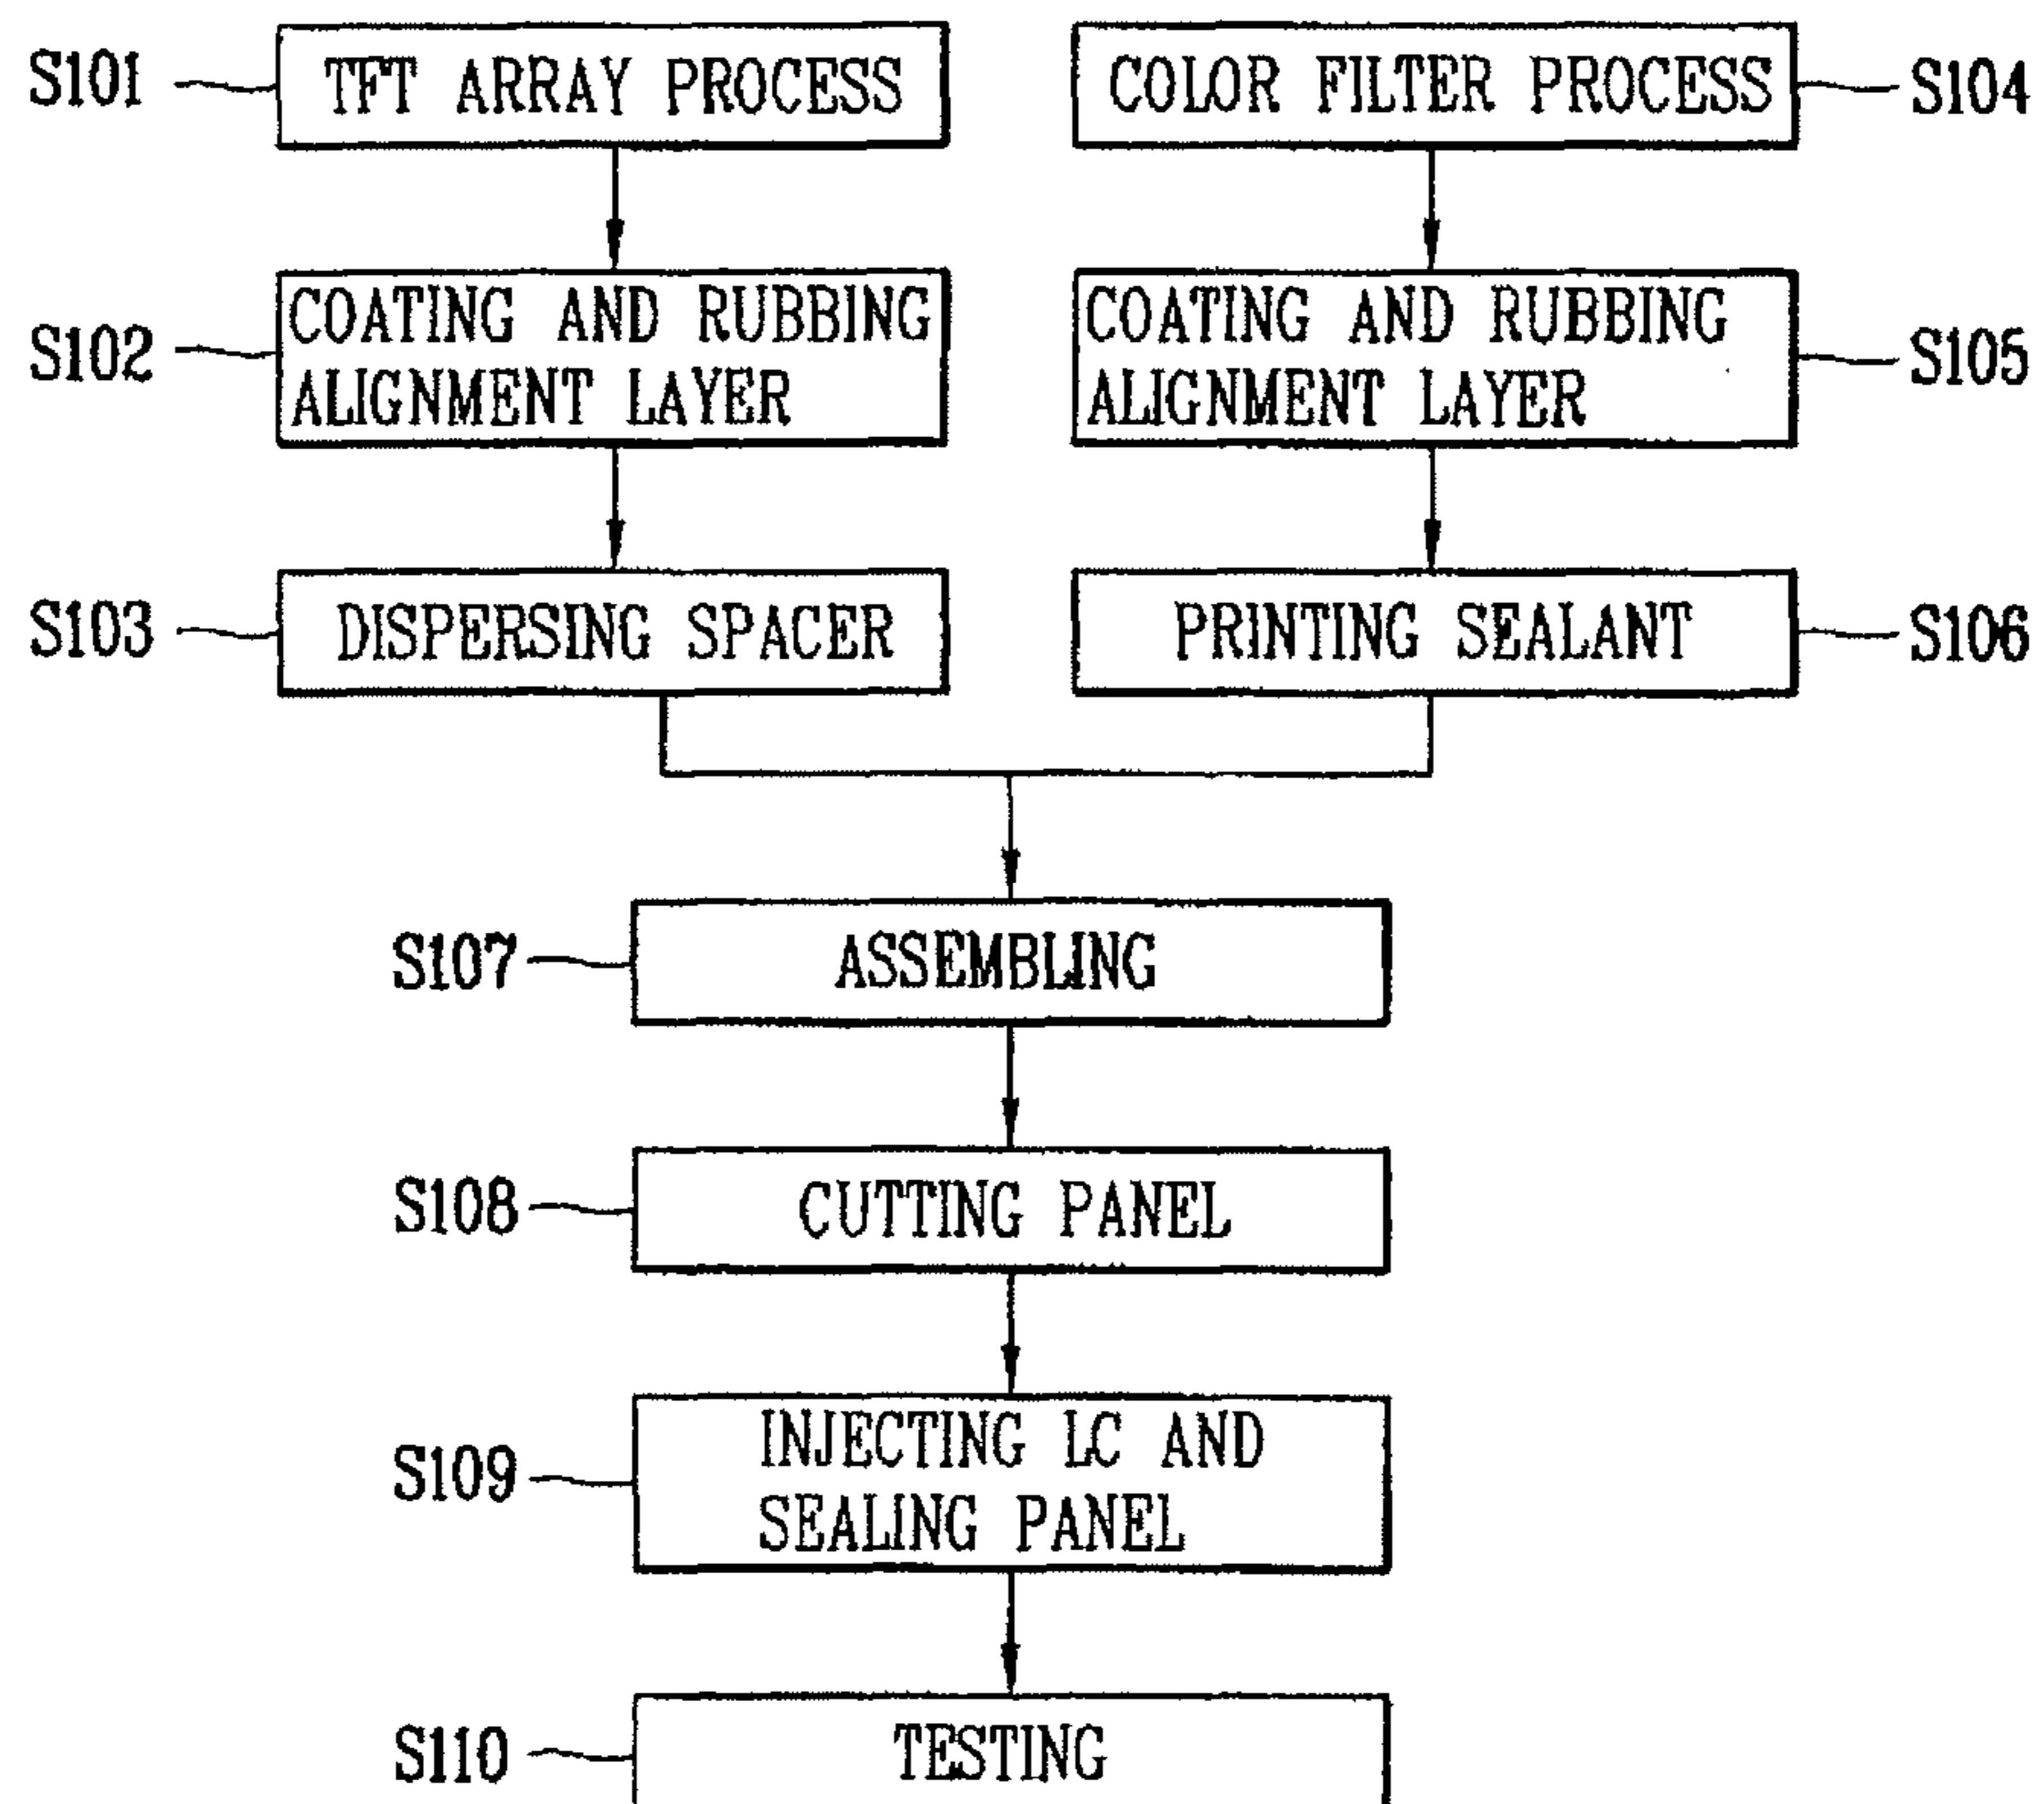 S101
TFT ARRAY PROCESS
COLOR FILTER PROCESS
S104
S102
COATING AND RUBBING
ALIGNMENT LAYER
COATING AND RUBBING
ALIGNMENT LAYER
S105
S103
DISPERSING SPACER
PRINTING SEALANT
S106
S107
ASSEMBLING
S108
CUTTING PANEL
S109
INJECTING LC AND
SEALING PANEL
S110
TESTING